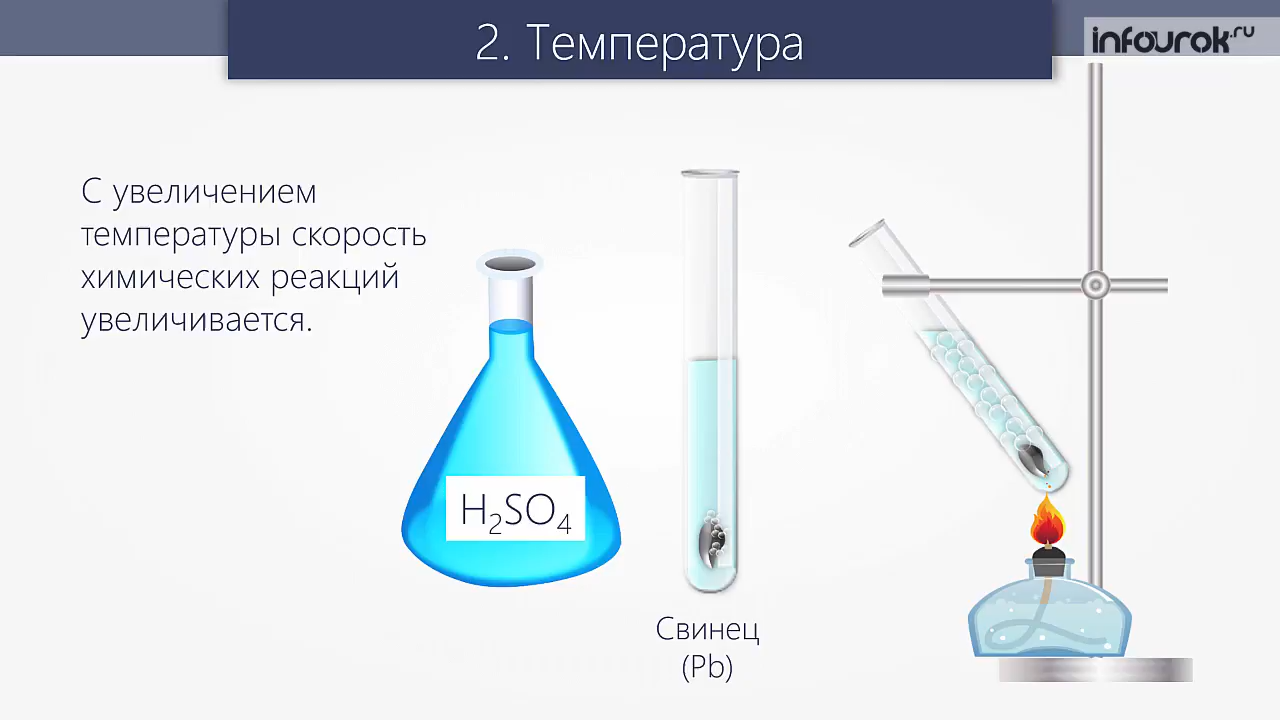 2. Температура
infourok.ru
С увеличением
температуры скорость
химических реакций
увеличивается.
H₂SO₄
Свинец
(Pb)